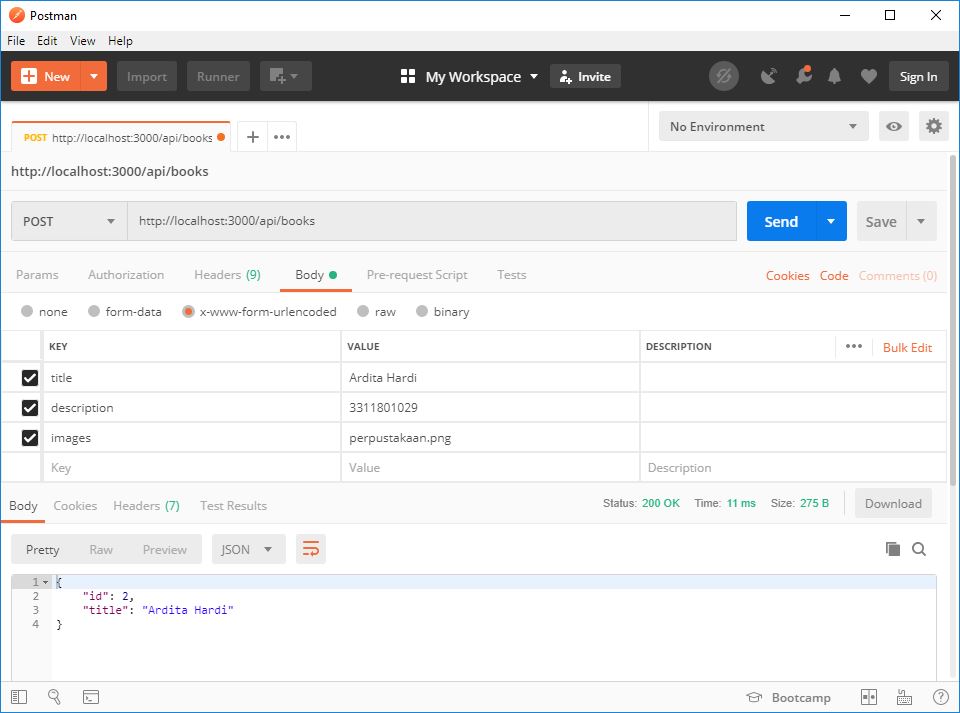 Postman
File Edit View Help
New Import Runner My Workspace Invite Sign In
POST http://localhost:3000/api/books No Environment
http://localhost:3000/api/books
POST http://localhost:3000/api/books Send Save
Params Authorization Headers (9) Body Pre-request Script Tests Cookies Code Comments (0)
none form-data x-www-form-urlencoded raw binary
KEY VALUE DESCRIPTION Bulk Edit
title Ardita Hardi
description 3311801029
images perpustakaan.png
Key Value Description
Body Cookies Headers (7) Test Results Status: 200 OK Time: 11 ms Size: 275 B Download
Pretty Raw Preview JSON
1 {
2 "id": 2,
3 "title": "Ardita Hardi"
4 }
Bootcamp